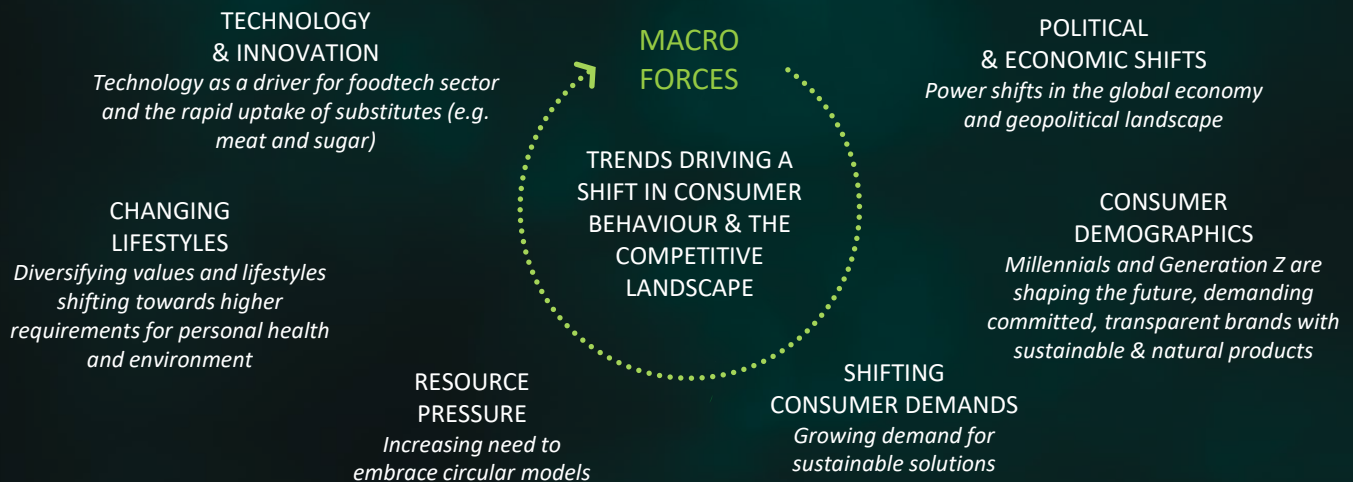 MACRO
FORCES
TRENDS DRIVING A
SHIFT IN CONSUMER
BEHAVIOUR & THE
COMPETITIVE
LANDSCAPE
POLITICAL
& ECONOMIC SHIFTS
Power shifts in the global economy
and geopolitical landscape
CONSUMER
DEMOGRAPHICS
Millennials and Generation Z are
shaping the future, demanding
committed, transparent brands with
sustainable & natural products
SHIFTING
CONSUMER DEMANDS
Growing demand for
sustainable solutions
RESOURCE
PRESSURE
Increasing need to
embrace circular models
CHANGING
LIFESTYLES
Diversifying values and lifestyles
shifting towards higher
requirements for personal health
and environment
TECHNOLOGY
& INNOVATION
Technology as a driver for foodtech sector
and the rapid uptake of substitutes (e.g.
meat and sugar)